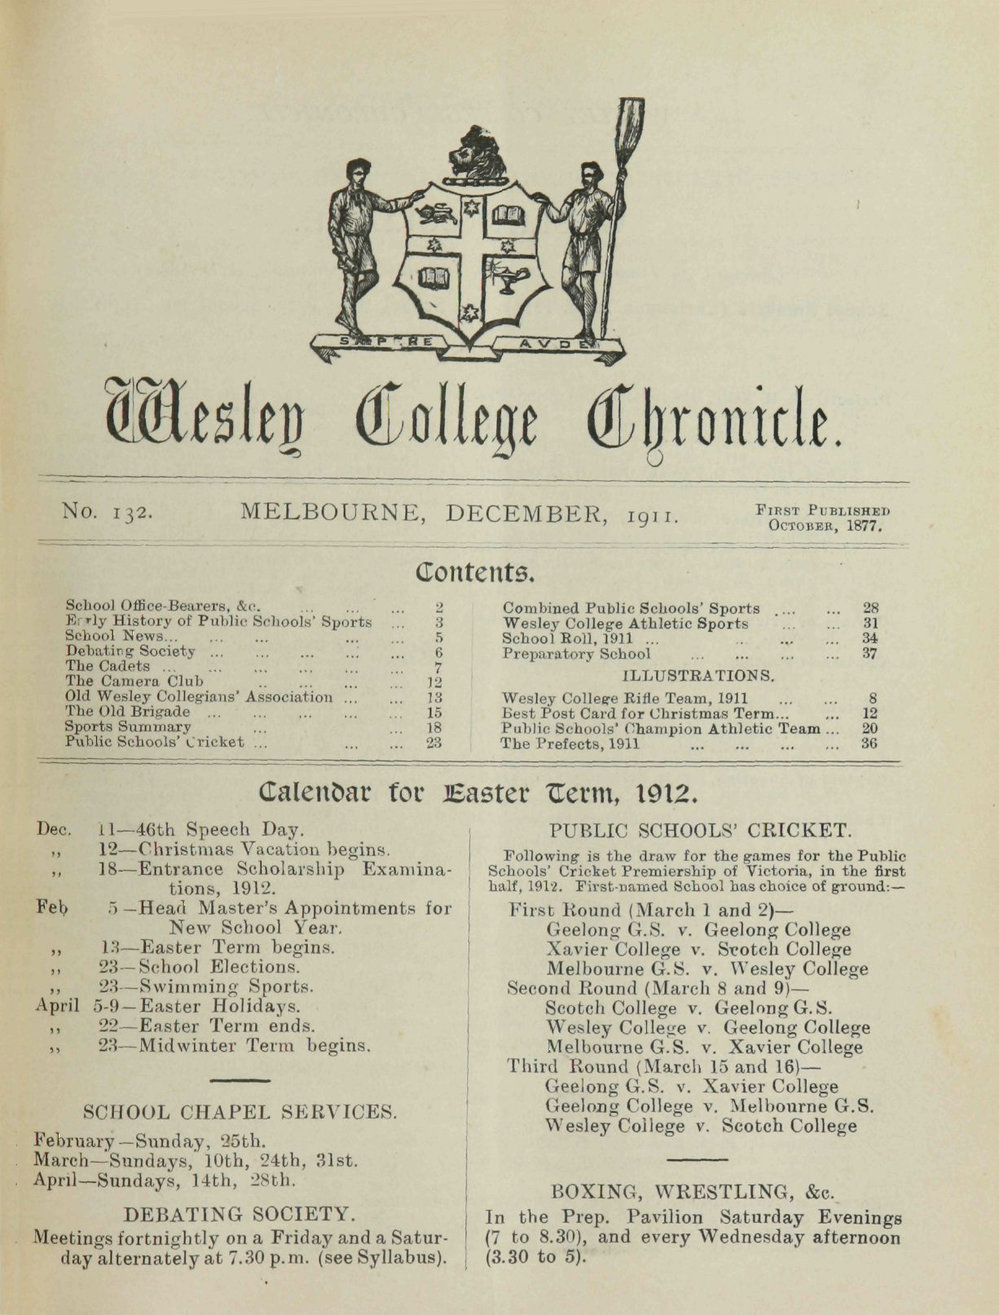 SAPERE AVDE
Wesley College Chronicle.
No. 132. MELBOURNE, DECEMBER, 1911. FIRST PUBLISHED
OCTOBER, 1877.
Contents.
School Office-Bearers, &c. ... ... ... 2
Early History of Public Schools' Sports ... 3
School News... ... ... ... ... 5
Debating Society ... ... ... ... ... 6
The Cadets ... ... ... ... ... ... 7
The Camera Club ... ... ... ... 12
Old Wesley Collegians' Association ... ... 13
The Old Brigade ... ... ... ... ... 15
Sports Summary ... ... 18
Public Schools' Cricket ... ... ... 23
Combined Public Schools' Sports ... ... 28
Wesley College Athletic Sports ... ... 31
School Roll, 1911 ... ... ... ... 34
Preparatory School ... ... ... ... 37
ILLUSTRATIONS.
Wesley College Rifle Team, 1911 ... ... 8
Best Post Card for Christmas Term... ... 12
Public Schools' Champion Athletic Team ... 20
The Prefects, 1911 ... ... ... ... 36
Calendar for Easter Term, 1912.
Dec. 11—46th Speech Day.
,, 12—Christmas Vacation begins.
,, 18—Entrance Scholarship Examina-
tions, 1912.
Feb 5—Head Master's Appointments for
New School Year.
,, 13—Easter Term begins.
,, 23—School Elections.
,, 23—Swimming Sports.
April 5-9—Easter Holidays.
,, 22—Easter Term ends.
,, 23—Midwinter Term begins.
SCHOOL CHAPEL SERVICES.
February—Sunday, 25th.
March—Sundays, 10th, 24th, 31st.
April—Sundays, 14th, 28th.
DEBATING SOCIETY.
Meetings fortnightly on a Friday and a Satur-
day alternately at 7.30 p.m. (see Syllabus).
PUBLIC SCHOOLS' CRICKET.
Following is the draw for the games for the Public
Schools' Cricket Premiership of Victoria, in the first
half, 1912. First-named School has choice of ground:—
First Round (March 1 and 2)—
Geelong G.S. v. Geelong College
Xavier College v. Scotch College
Melbourne G.S. v. Wesley College
Second Round (March 8 and 9)—
Scotch College v. Geelong G.S.
Wesley College v. Geelong College
Melbourne G.S. v. Xavier College
Third Round (March 15 and 16)—
Geelong G.S. v. Xavier College
Geelong College v. Melbourne G.S.
Wesley College v. Scotch College
BOXING, WRESTLING, &c.
In the Prep. Pavilion Saturday Evenings
(7 to 8.30), and every Wednesday afternoon
(3.30 to 5).